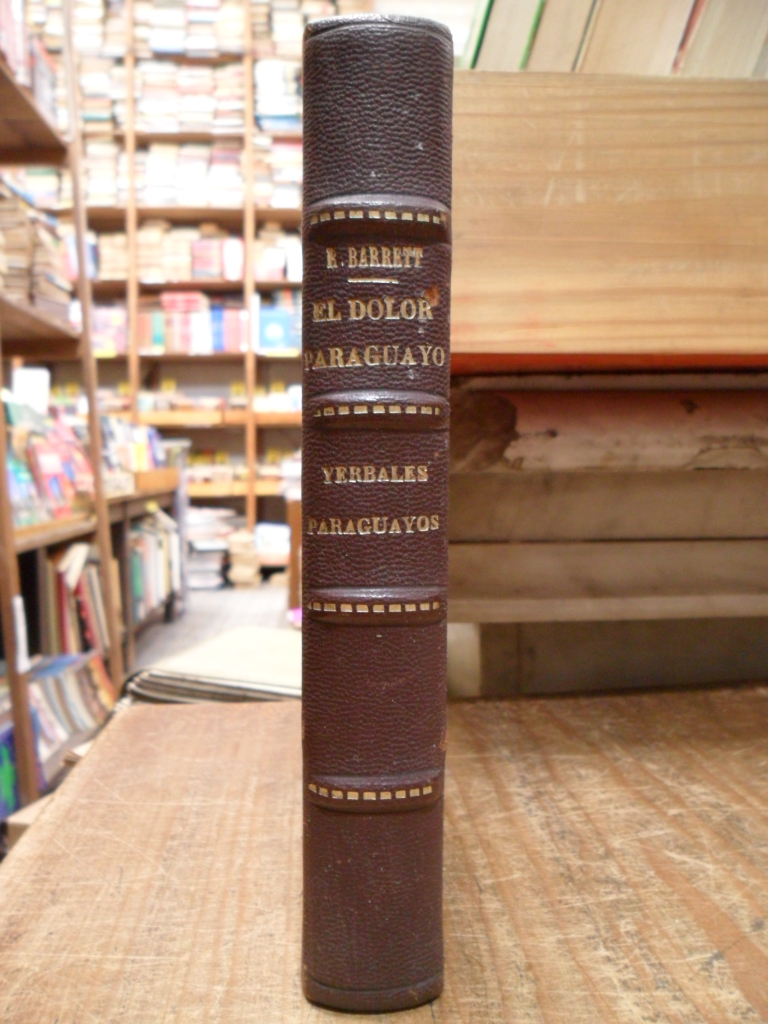 R. BARRETT
EL DOLOR
PARAGUAYO
YERBALES
PARAGUAYOS